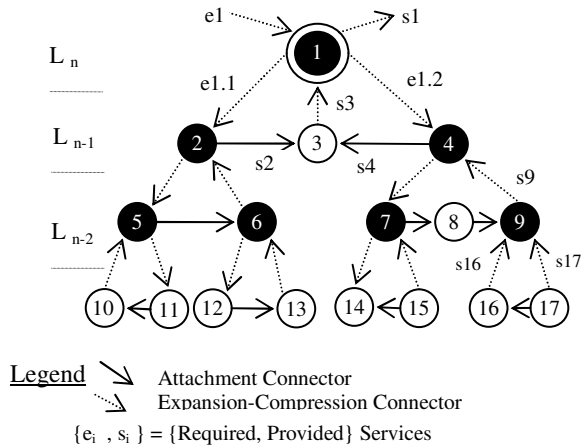 e1
s1
L n
1
e1.1
e1.2
s3
L n-1
2
3
4
s2
s4
s9
L n-2
5
6
7
8
9
s16
s17
10
11
12
13
14
15
16
17
Legend
Attachment Connector
Expansion-Compression Connector
{e i , s i } = {Required, Provided} Services